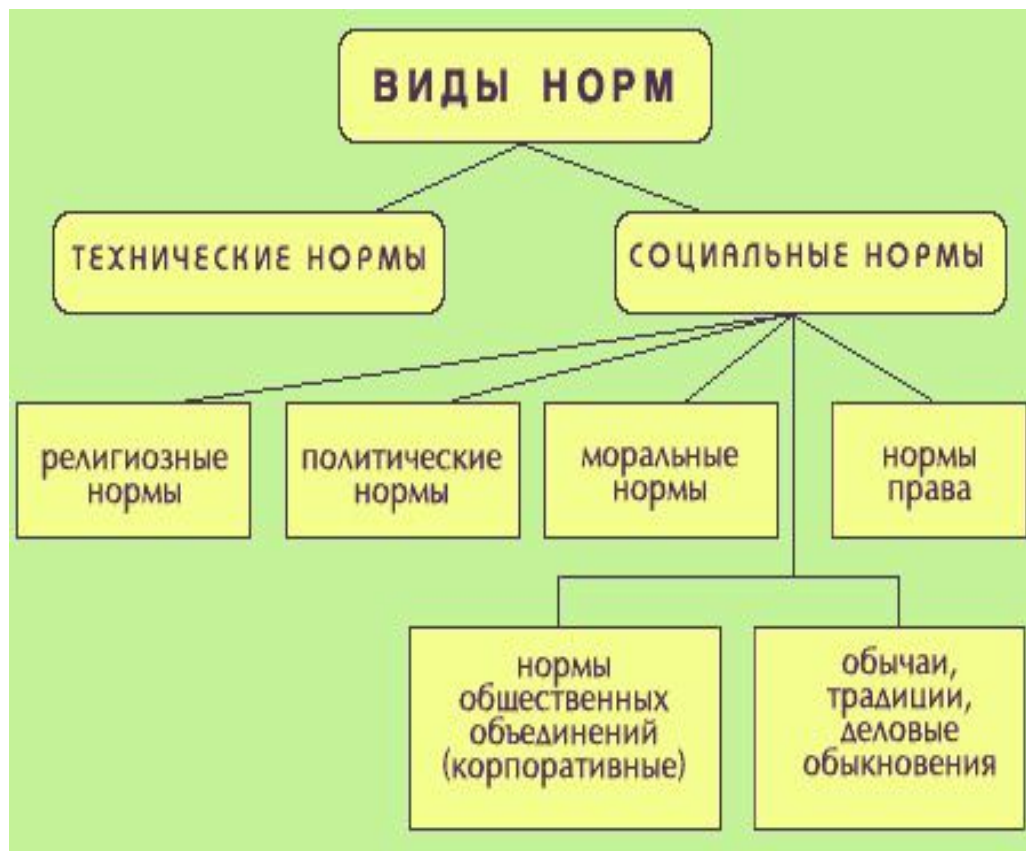 ВИДЫ НОРМ
ТЕХНИЧЕСКИЕ НОРМЫ
СОЦИАЛЬНЫЕ НОРМЫ
религиозные
нормы
политические
нормы
моральные
нормы
нормы
права
нормы
общественных
объединений
(корпоративные)
обычаи,
традиции,
деловые
обыкновения